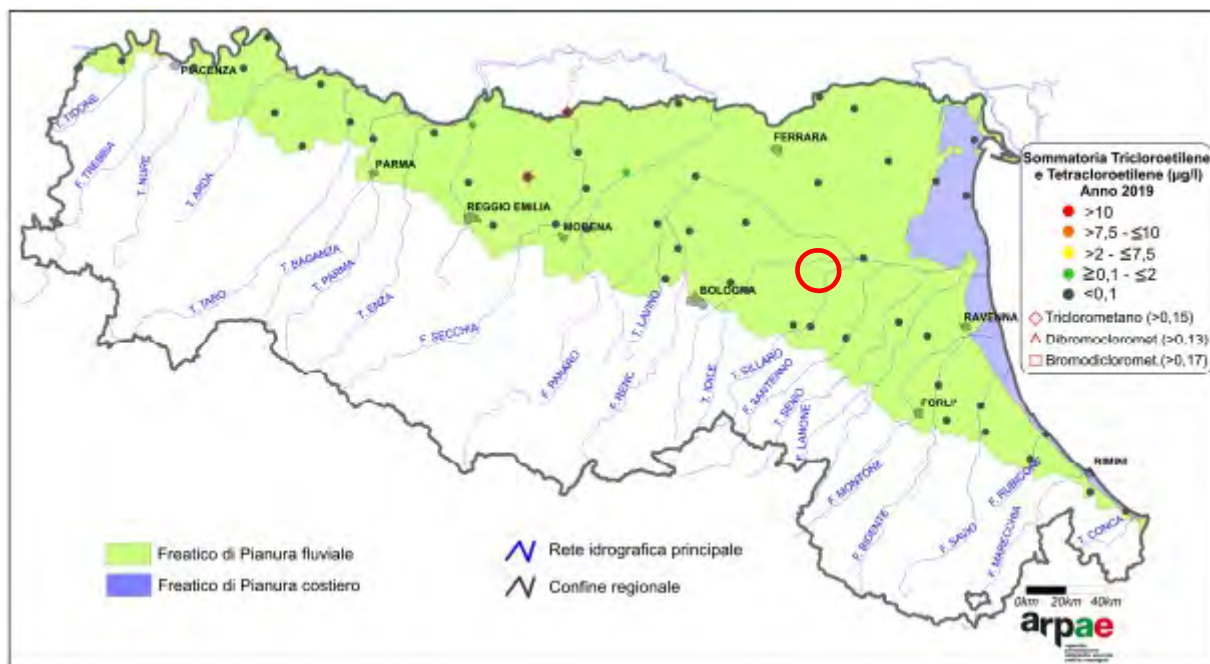 PIACENZA
T. TIDONE
F. TREBBIA
T. NURE
T. ARDA
PARMA
FERRARA
REGGIO EMILIA
MODENA
T. BAGANZA
T. TARO
T. PARMA
T. ENZA
F. SECCHIA
F. PANARO
F. RENO
T. LAVINO
BOLOGNA
T. IDICE
T. SILLARO
F. SANTERNO
T. SENIO
F. LAMONE
RAVENNA
FORLI'
F. MONTONE
F. BIDENTE
F. SAVIO
F. RUBICONE
F. MARECCHIA
RIMINI
T. CONCA
Sommatoria Tricloroetilene
e Tetracloroetilene (µg/l)
Anno 2019
>10
>7,5 - ≤10
>2 - ≤7,5
≥0,1 - ≤2
<0,1
Triclorometano (>0,15)
Dibromocloromet.(>0,13)
Bromodicloromet.(>0,17)
Freatico di Pianura fluviale
Freatico di Pianura costiero
Rete idrografica principale
Confine regionale
0km 20km 40km
arpae